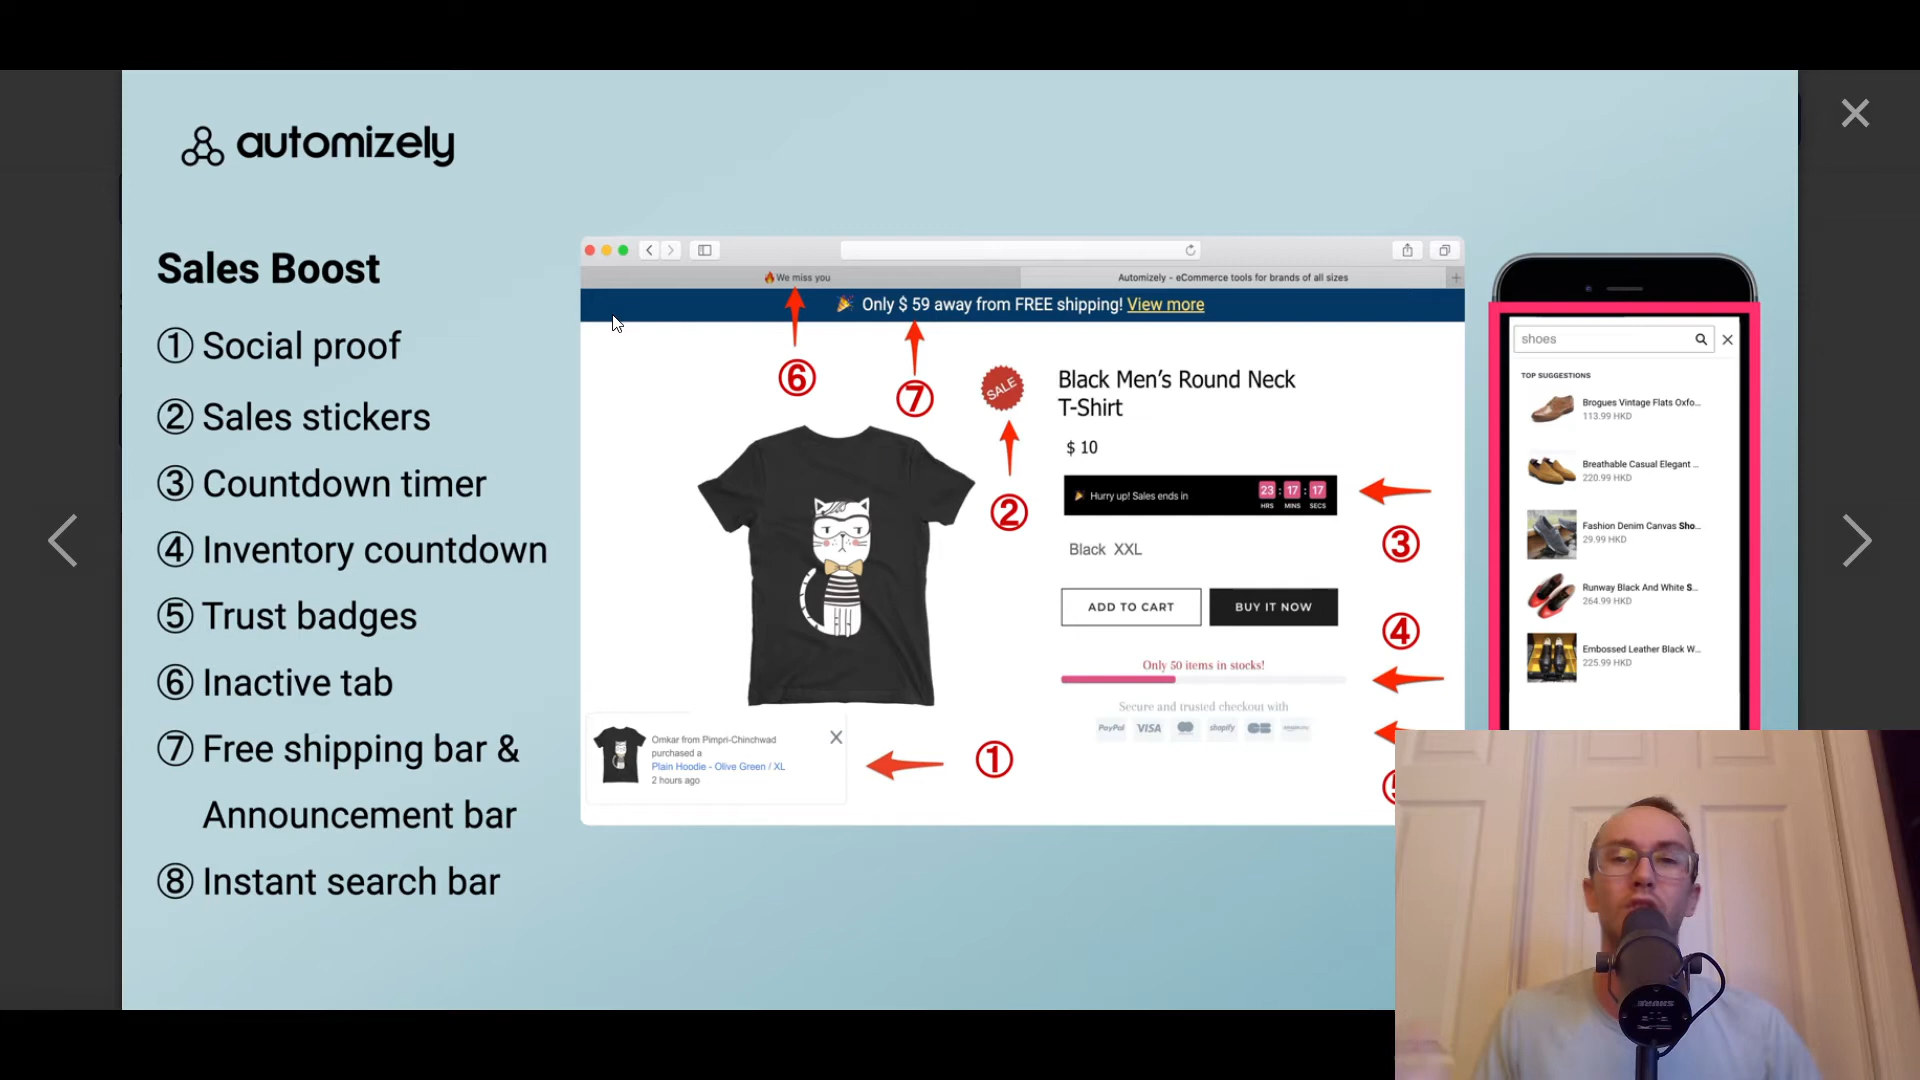 automizely
Sales Boost
① Social proof
② Sales stickers
③ Countdown timer
④ Inventory countdown
⑤ Trust badges
⑥ Inactive tab
⑦ Free shipping bar &
Announcement bar
⑧ Instant search bar
🔥We miss you
Automizely - eCommerce tools for brands of all sizes
🎉 Only $ 59 away from FREE shipping! View more
⑥
⑦
SALE
②
Black Men's Round Neck
T-Shirt
$ 10
Hurry up! Sales ends in
23 : 17 : 17
HRS MINS SECS
③
Black XXL
ADD TO CART
BUY IT NOW
④
Only 50 items in stocks!
Secure and trusted checkout with
PayPal VISA shopify
Omkar from Pimpri-Chinchwad
purchased a
Plain Hoodie - Olive Green / XL
2 hours ago
①
shoes
TOP SUGGESTIONS
Brogues Vintage Flats Oxfo...
113.99 HKD
Breathable Casual Elegant ...
220.99 HKD
Fashion Denim Canvas Sho...
29.99 HKD
Runway Black And White S...
264.99 HKD
Embossed Leather Black W...
225.99 HKD